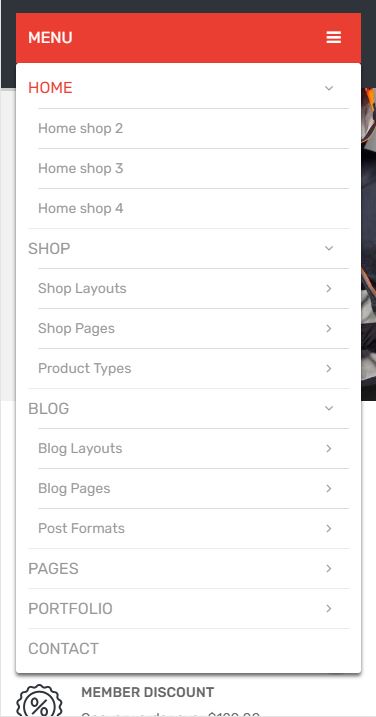 MENU
HOME
Home shop 2
Home shop 3
Home shop 4
SHOP
Shop Layouts
Shop Pages
Product Types
BLOG
Blog Layouts
Blog Pages
Post Formats
PAGES
PORTFOLIO
CONTACT
MEMBER DISCOUNT